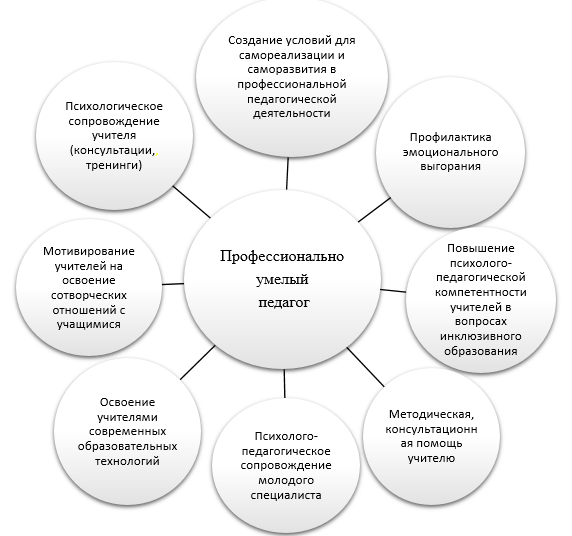 Создание условий для
самореализации и
саморазвития в
профессиональной
педагогической
деятельности
Профилактика
эмоционального
выгорания
Повышение
психолого-
педагогической
компетентности
учителей в
вопросах
инклюзивного
образования
Методическая,
консультационн
ая помощь
учителю
Психолого-
педагогическое
сопровождение
молодого
специалиста
Освоение
учителями
современных
образовательных
технологий
Мотивирование
учителей на
освоение
сотворческих
отношений с
учащимися
Психологическое
сопровождение
учителя
(консультации,
тренинги)
Профессионально
умелый
педагог